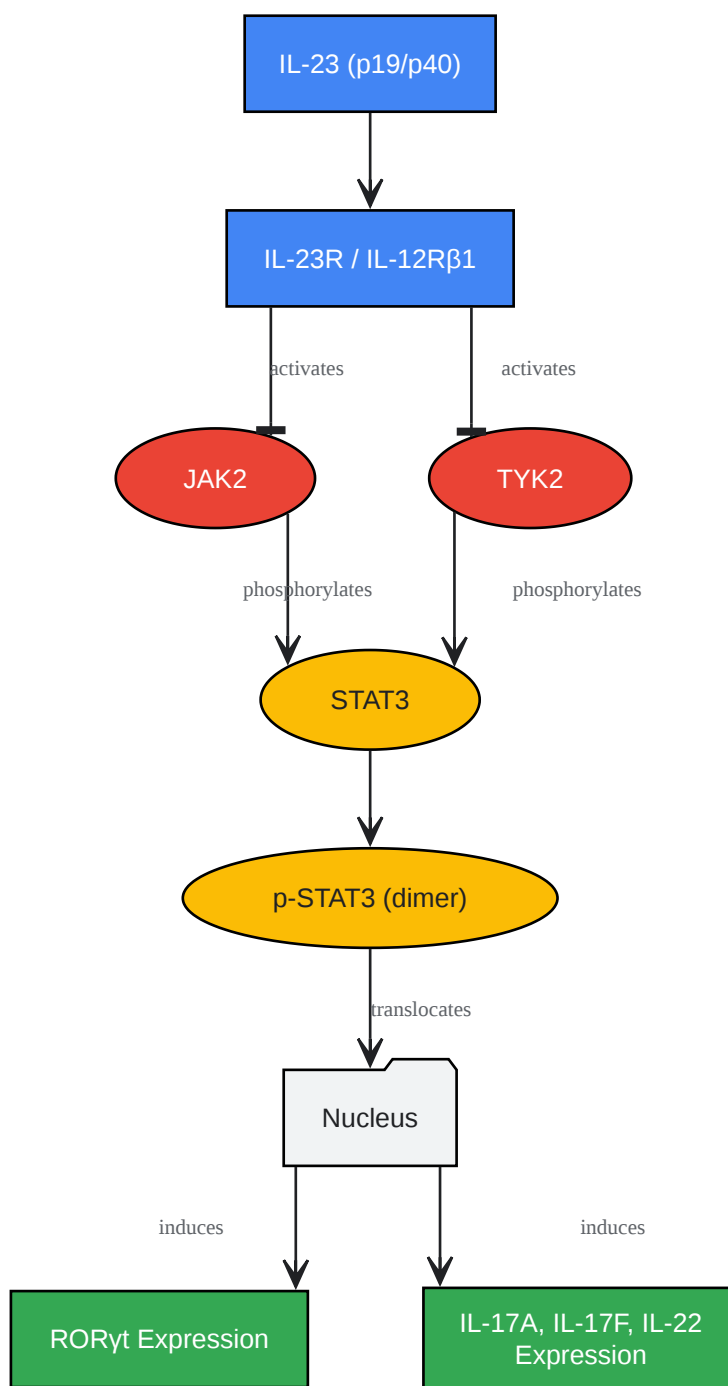 IL-23 (p19/p40)
IL-23R / IL-12Rβ1
activates
activates
JAK2
TYK2
phosphorylates
phosphorylates
STAT3
p-STAT3 (dimer)
translocates
Nucleus
induces
induces
RORγt Expression
IL-17A, IL-17F, IL-22
Expression